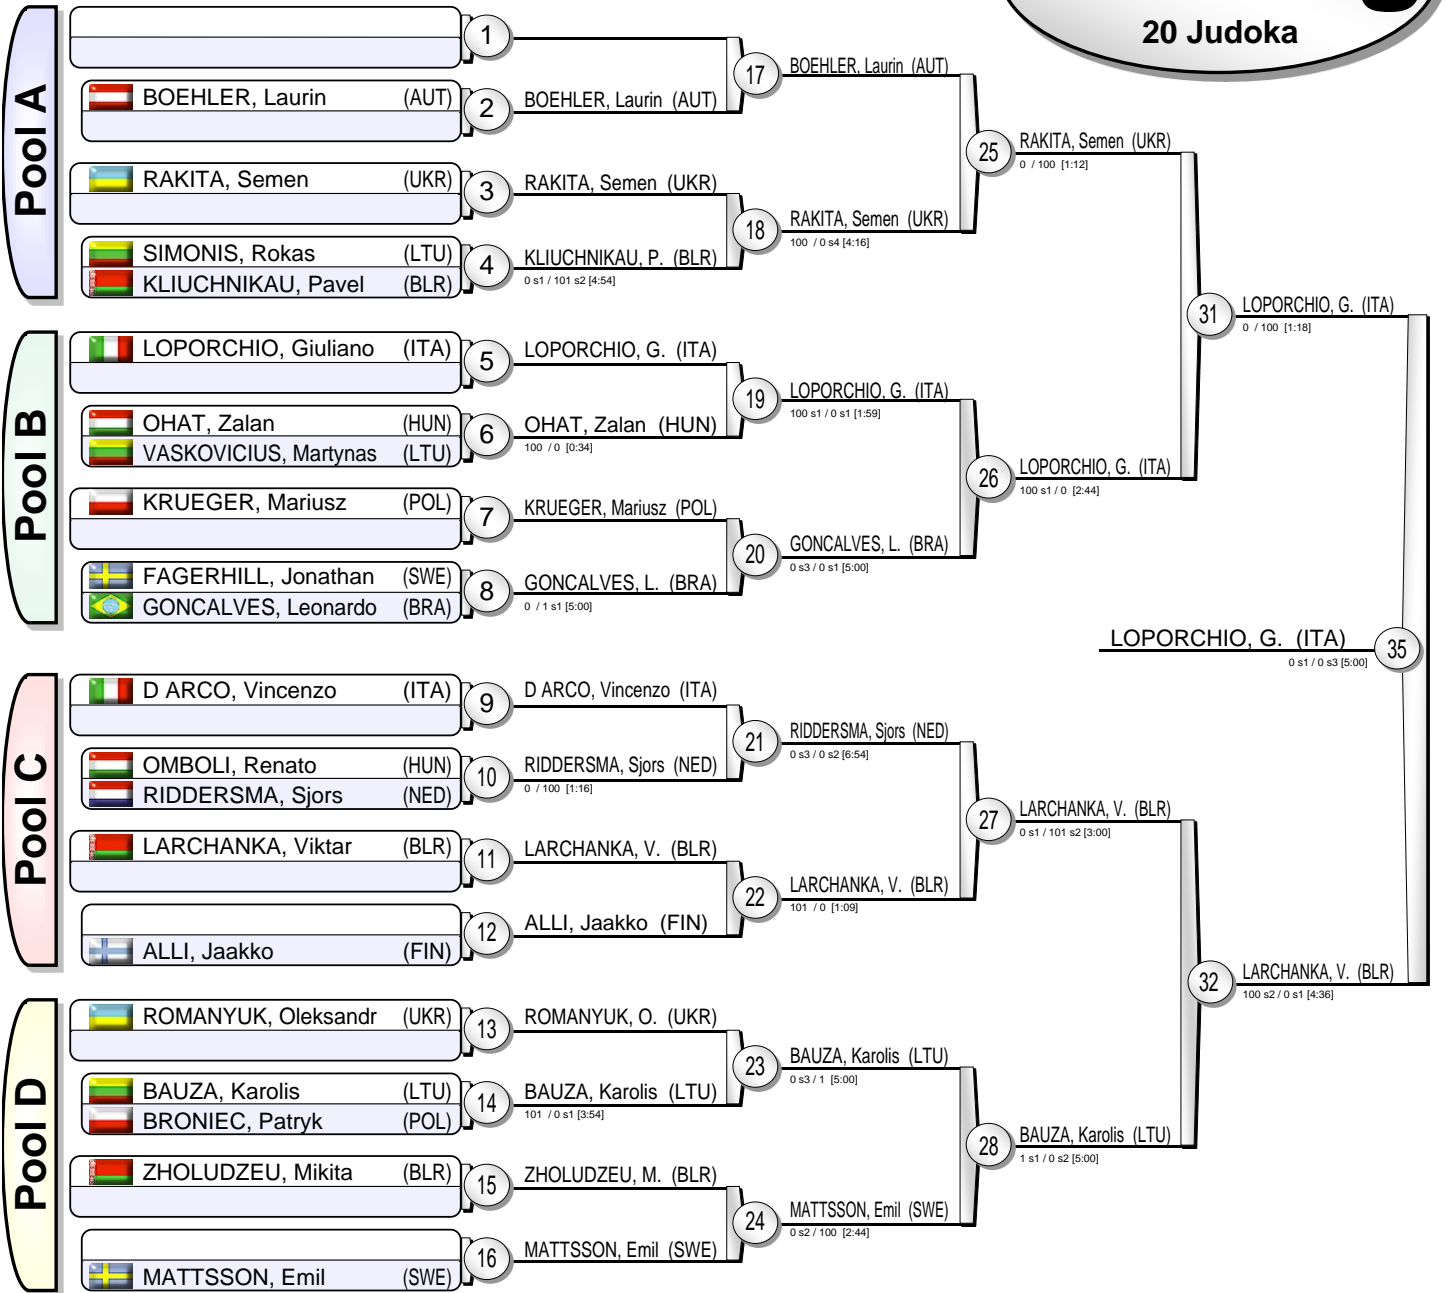 20 Judoka
Pool A
1
BOEHLER, Laurin (AUT)
2
RAKITA, Semen (UKR)
3
SIMONIS, Rokas (LTU)
KLIUCHNIKAU, Pavel (BLR)
4
Pool B
LOPORCHIO, Giuliano (ITA)
5
OHAT, Zalan (HUN)
VASKOVICIUS, Martynas (LTU)
6
KRUEGER, Mariusz (POL)
7
FAGERHILL, Jonathan (SWE)
GONCALVES, Leonardo (BRA)
8
Pool C
D ARCO, Vincenzo (ITA)
9
OMBOLI, Renato (HUN)
RIDDERSMA, Sjors (NED)
10
LARCHANKA, Viktar (BLR)
11
ALLI, Jaakko (FIN)
12
Pool D
ROMANYUK, Oleksandr (UKR)
13
BAUZA, Karolis (LTU)
BRONIEC, Patryk (POL)
14
ZHOLUDZEU, Mikita (BLR)
15
MATTSSON, Emil (SWE)
16
BOEHLER, Laurin (AUT)
17
RAKITA, Semen (UKR)
KLIUCHNIKAU, P. (BLR)
0 s1 / 101 s2 [4:54]
18
LOPORCHIO, G. (ITA)
OHAT, Zalan (HUN)
100 / 0 [0:34]
19
KRUEGER, Mariusz (POL)
GONCALVES, L. (BRA)
0 / 1 s1 [5:00]
20
D ARCO, Vincenzo (ITA)
RIDDERSMA, Sjors (NED)
0 / 100 [1:16]
21
LARCHANKA, V. (BLR)
ALLI, Jaakko (FIN)
22
ROMANYUK, O. (UKR)
BAUZA, Karolis (LTU)
101 / 0 s1 [3:54]
23
ZHOLUDZEU, M. (BLR)
MATTSSON, Emil (SWE)
24
BOEHLER, Laurin (AUT)
RAKITA, Semen (UKR)
100 / 0 s4 [4:16]
25
LOPORCHIO, G. (ITA)
100 s1 / 0 s1 [1:59]
GONCALVES, L. (BRA)
0 s3 / 0 s1 [5:00]
26
RIDDERSMA, Sjors (NED)
0 s3 / 0 s2 [6:54]
LARCHANKA, V. (BLR)
101 / 0 [1:09]
27
BAUZA, Karolis (LTU)
0 s3 / 1 [5:00]
MATTSSON, Emil (SWE)
0 s2 / 100 [2:44]
28
RAKITA, Semen (UKR)
0 / 100 [1:12]
LOPORCHIO, G. (ITA)
100 s1 / 0 [2:44]
31
LARCHANKA, V. (BLR)
0 s1 / 101 s2 [3:00]
BAUZA, Karolis (LTU)
1 s1 / 0 s2 [5:00]
32
LOPORCHIO, G. (ITA)
0 / 100 [1:18]
LARCHANKA, V. (BLR)
100 s2 / 0 s1 [4:36]
LOPORCHIO, G. (ITA)
0 s1 / 0 s3 [5:00]
35